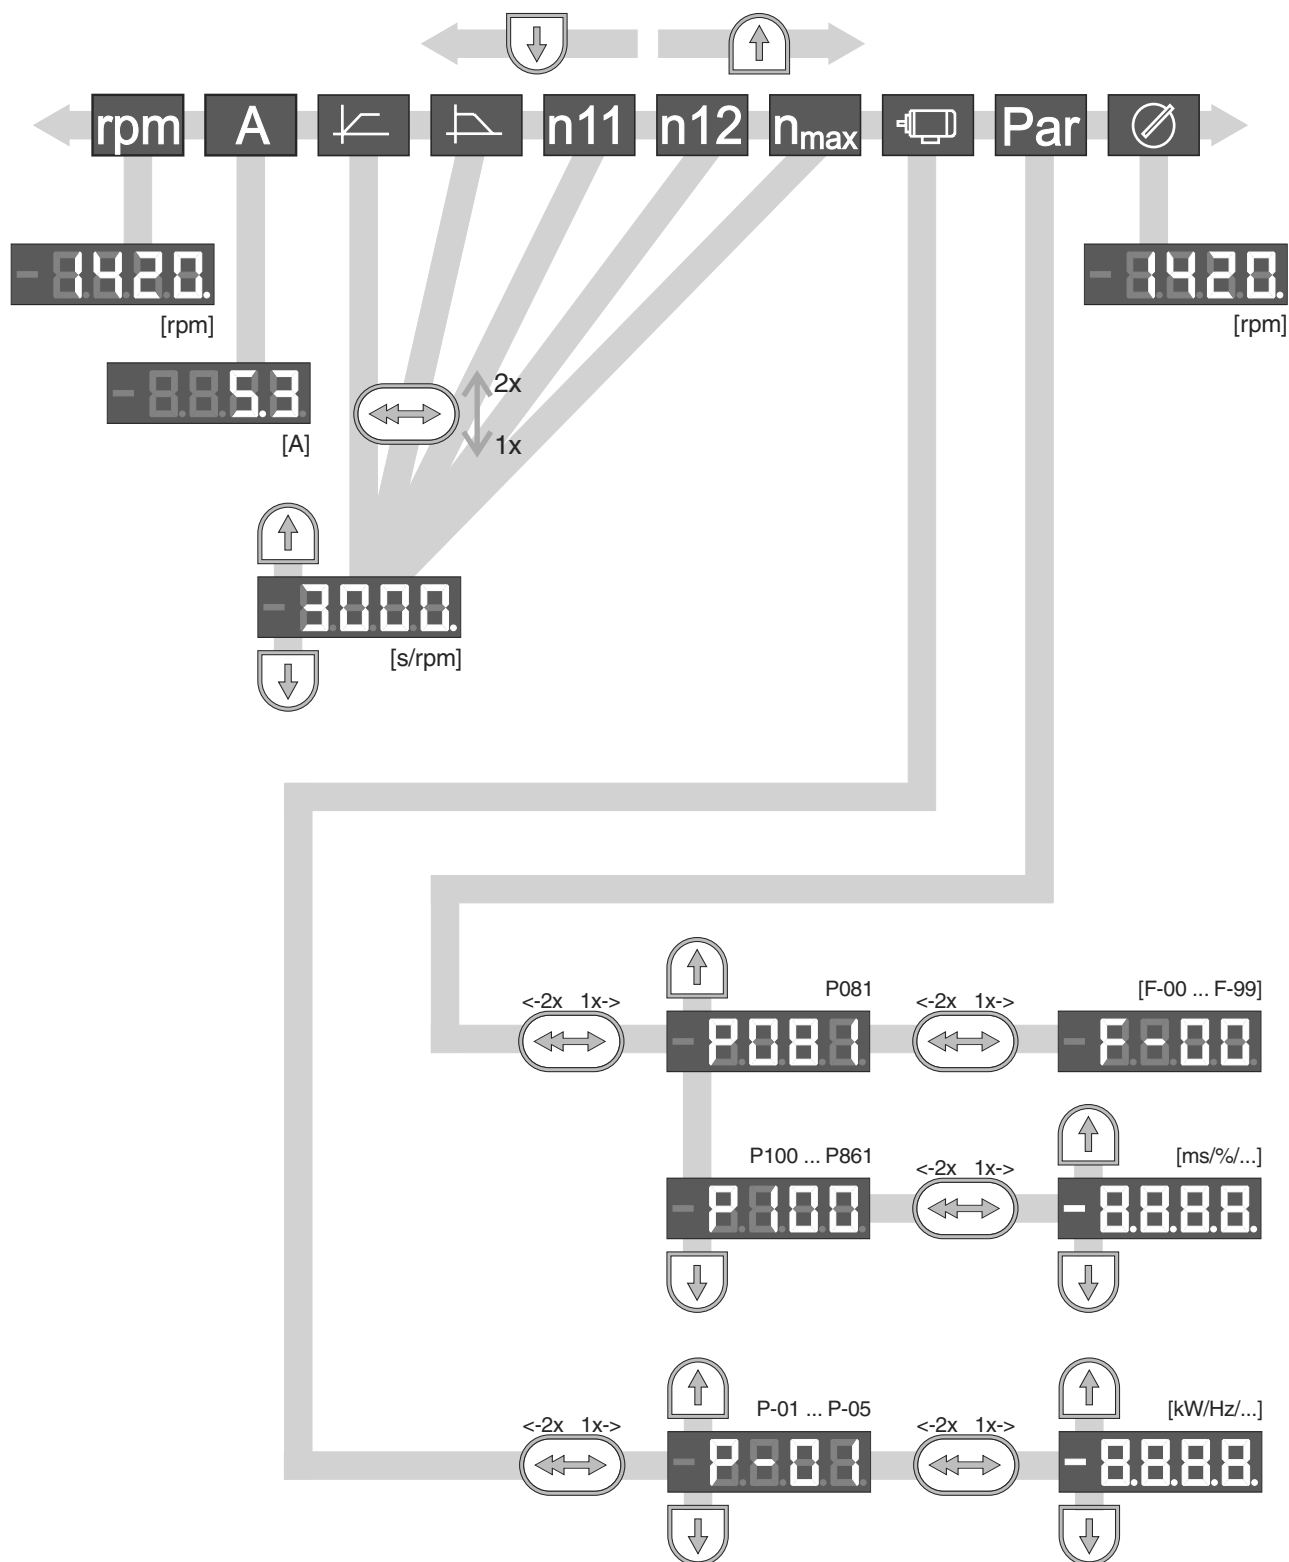 rpm A n11 n12 nmax Par
1420.
[rpm]
1420.
[rpm]
5.3
[A]
2x
1x
3000.
[s/rpm]
P081
[F-00 ... F-99]
<-2x 1x->
<-2x 1x->
P081
F-00
P100 ... P861
[ms/%/...]
<-2x 1x->
P100
-8.8.8.8.
P-01 ... P-05
[kW/Hz/...]
<-2x 1x->
<-2x 1x->
P-01
-8.8.8.8.